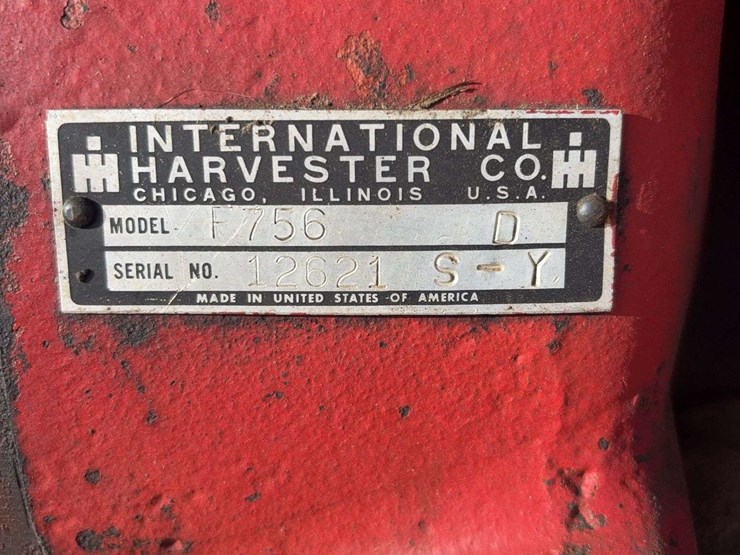 INTERNATIONAL
HARVESTER CO.
CHICAGO, ILLINOIS U.S.A.
MODEL F756 D
SERIAL NO. 12621 S-Y
MADE IN UNITED STATES OF AMERICA